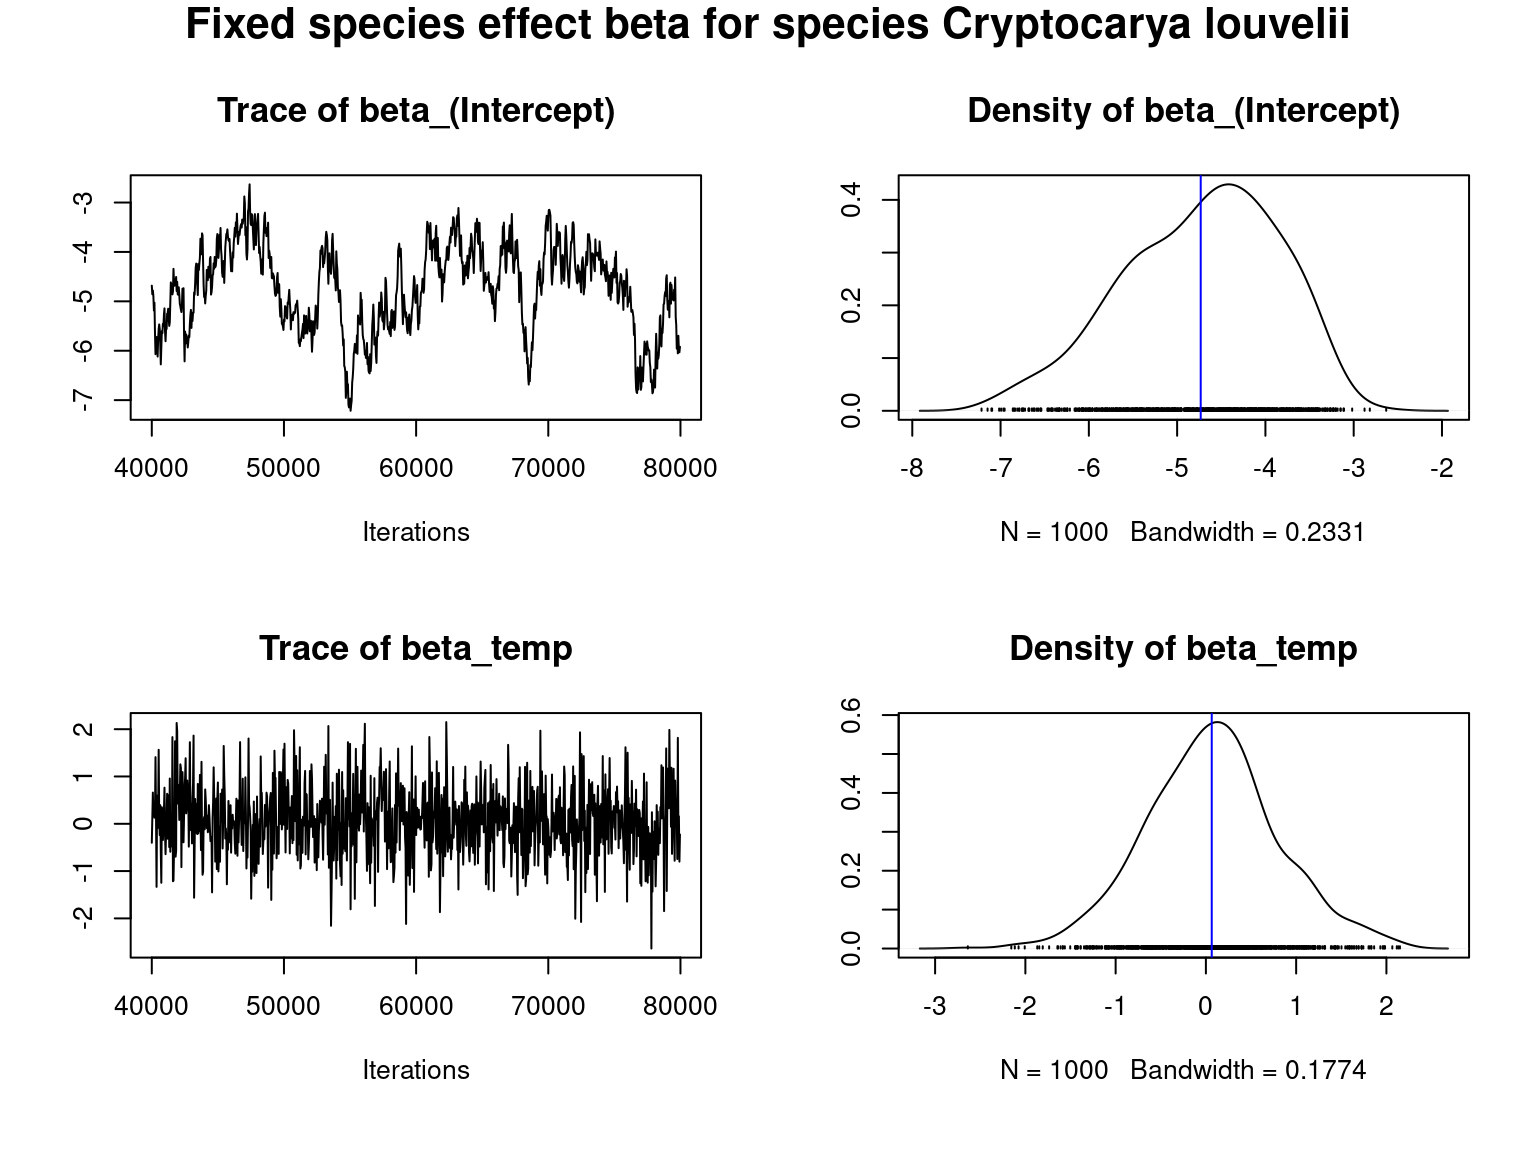 Fixed species effect beta for species Cryptocarya louvelii
Trace of beta_(Intercept)
-3
-4
-5
-6
-7
40000 50000 60000 70000 80000
Iterations
Density of beta_(Intercept)
0.4
0.2
0.0
-8 -7 -6 -5 -4 -3 -2
N = 1000 Bandwidth = 0.2331
Trace of beta_temp
2
1
0
-1
-2
40000 50000 60000 70000 80000
Iterations
Density of beta_temp
0.6
0.4
0.2
0.0
-3 -2 -1 0 1 2
N = 1000 Bandwidth = 0.1774